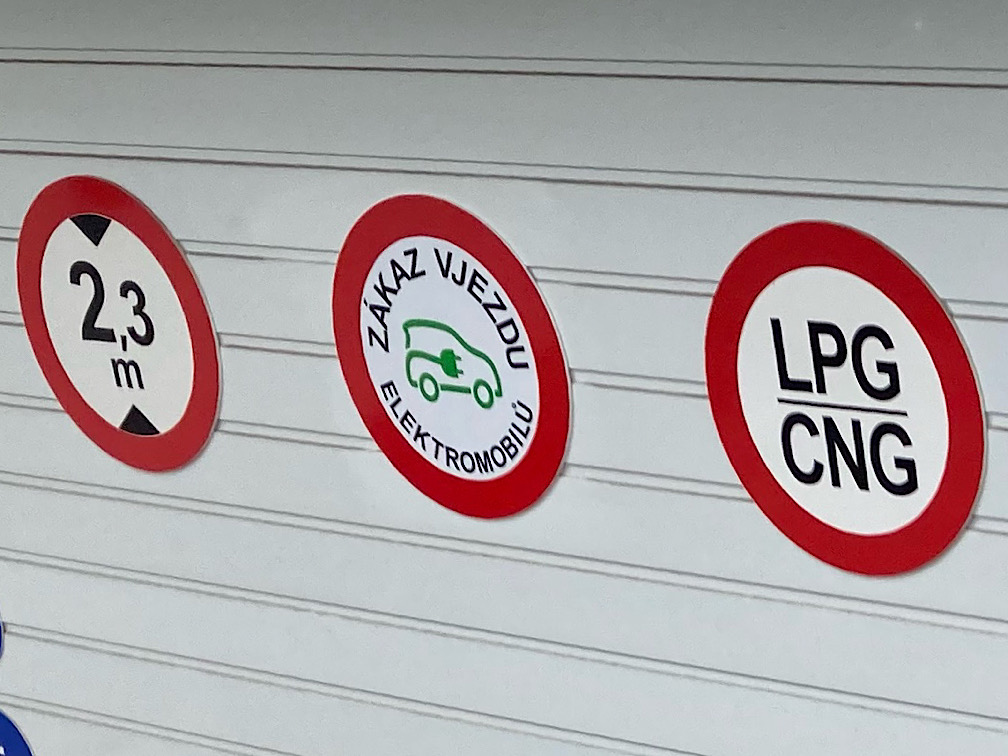 2,3
m
ZÁKAZ VJEZDU
ELEKTROMOBILŮ
LPG
CNG